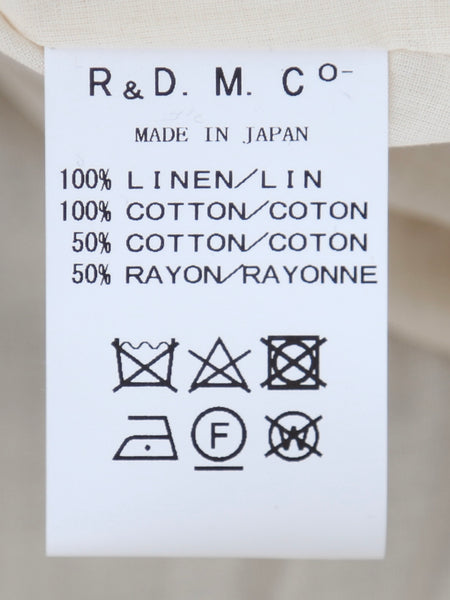 R&D. M. Cᴼ⁻
MADE IN JAPAN
100% LINEN/LIN
100% COTTON/COTON
50% COTTON/COTON
50% RAYON/RAYONNE
F W